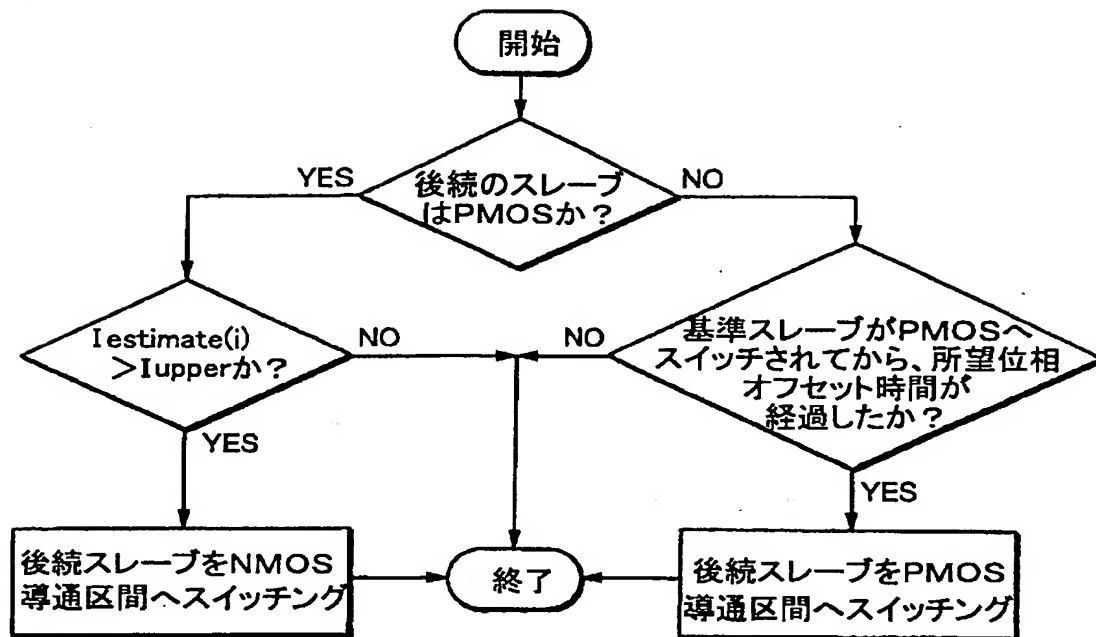 開始
YES
後続のスレーブ
はPMOSか？
NO
Iestimate(i)
＞Iupperか？
NO
YES
NO
基準スレーブがPMOSへ
スイッチされてから、所望位相
オフセット時間が
経過したか？
YES
後続スレーブをNMOS
導通区間へスイッチング
終了
後続スレーブをPMOS
導通区間へスイッチング